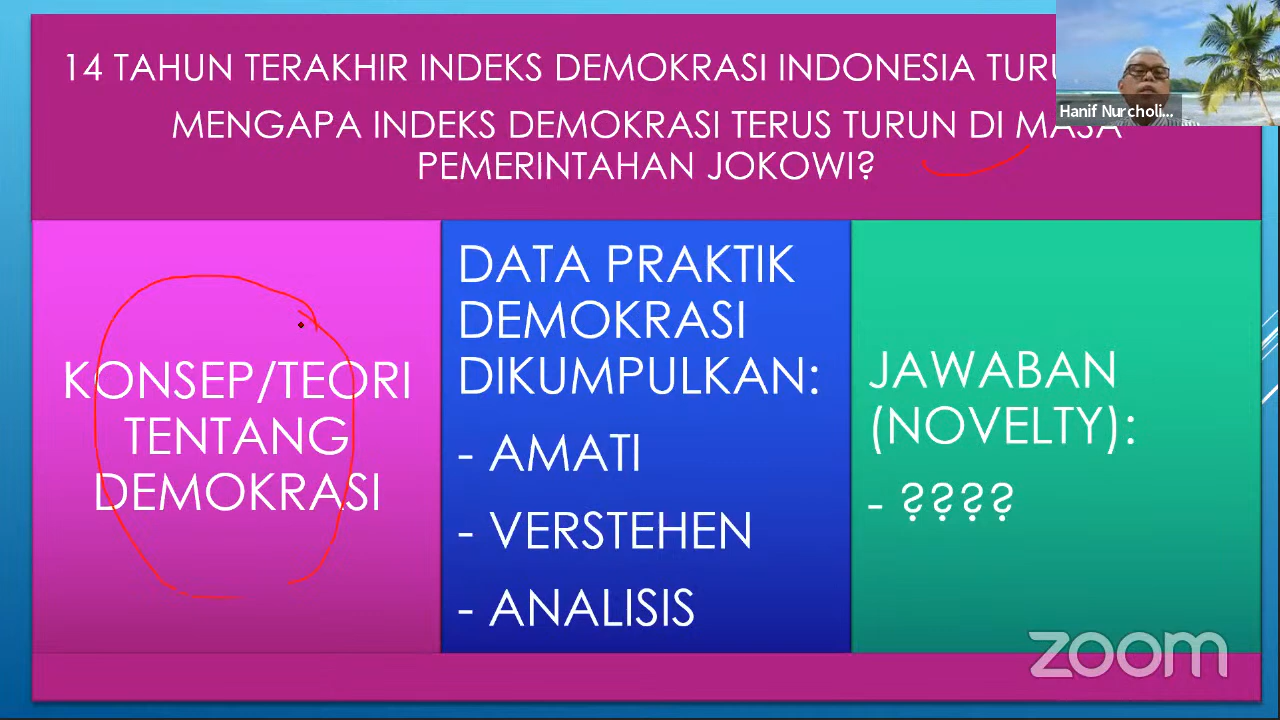 14 TAHUN TERAKHIR INDEKS DEMOKRASI INDONESIA
MENGAPA INDEKS DEMOKRASI TERUS TURUN DI MASA
PEMERINTAHAN JOKOWI?
Hanif Nurcholi...
KONSEP/TEORI
TENTANG
DEMOKRASI
DATA PRAKTIK
DEMOKRASI
DIKUMPULKAN:
- AMATI
- VERSTEHEN
- ANALISIS
JAWABAN
(NOVELTY):
- ????
zoom